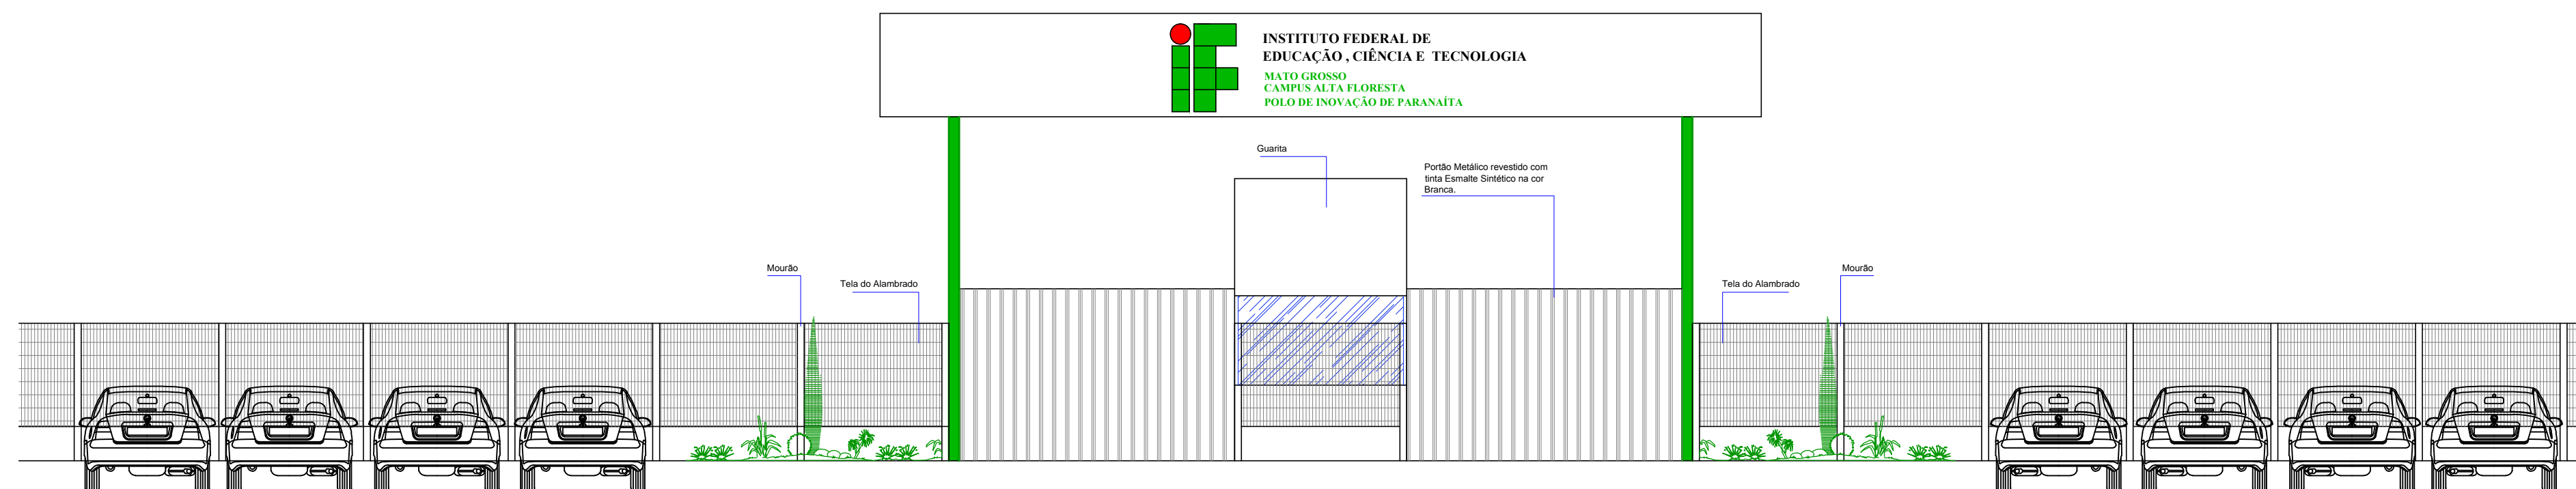 INSTITUTO FEDERAL DE
EDUCAÇÃO , CIÊNCIA E TECNOLOGIA
MATO GROSSO
CAMPUS ALTA FLORESTA
POLO DE INOVAÇÃO DE PARANAÍTA
Guarita
Portão Metálico revestido com
tinta Esmalte Sintético na cor
Branca.
Mourão
Tela do Alambrado
Mourão
Tela do Alambrado